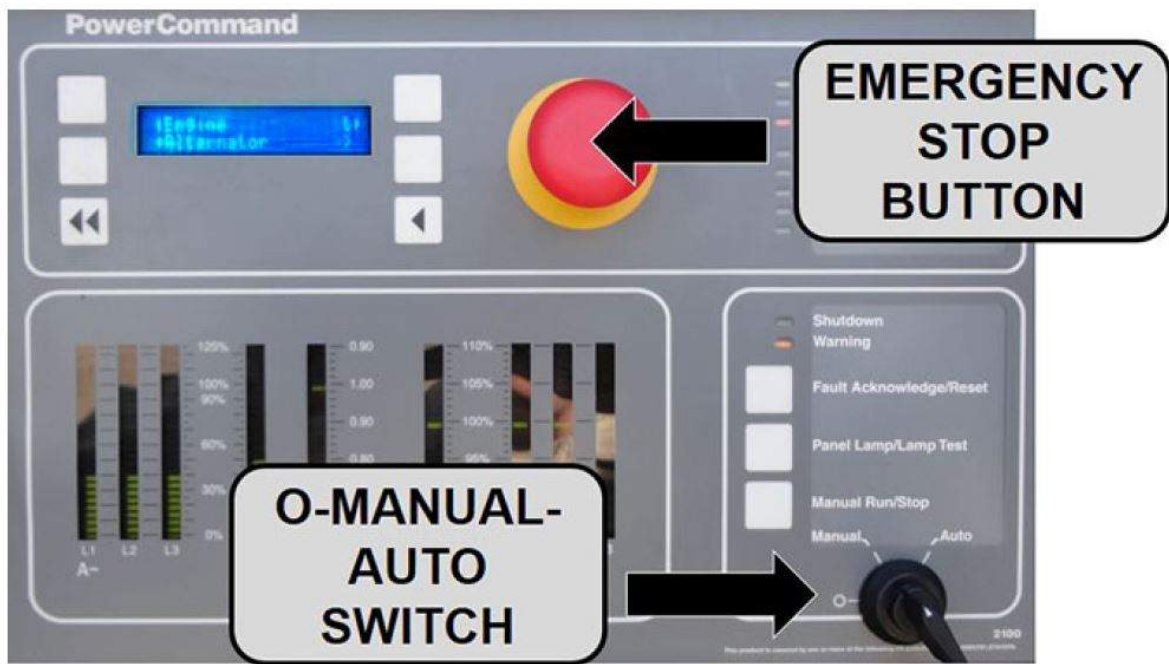 PowerCommand
Engine
Alternator
EMERGENCY
STOP
BUTTON
125%
100%
90%
60%
30%
0%
L1 L2 L3
A~
0.90
1.00
0.90
0.80
110%
105%
100%
95%
O-MANUAL-
AUTO
SWITCH
Shutdown
Warning
Fault Acknowledge/Reset
Panel Lamp/Lamp Test
Manual Run/Stop
Manual
Auto
O
2100